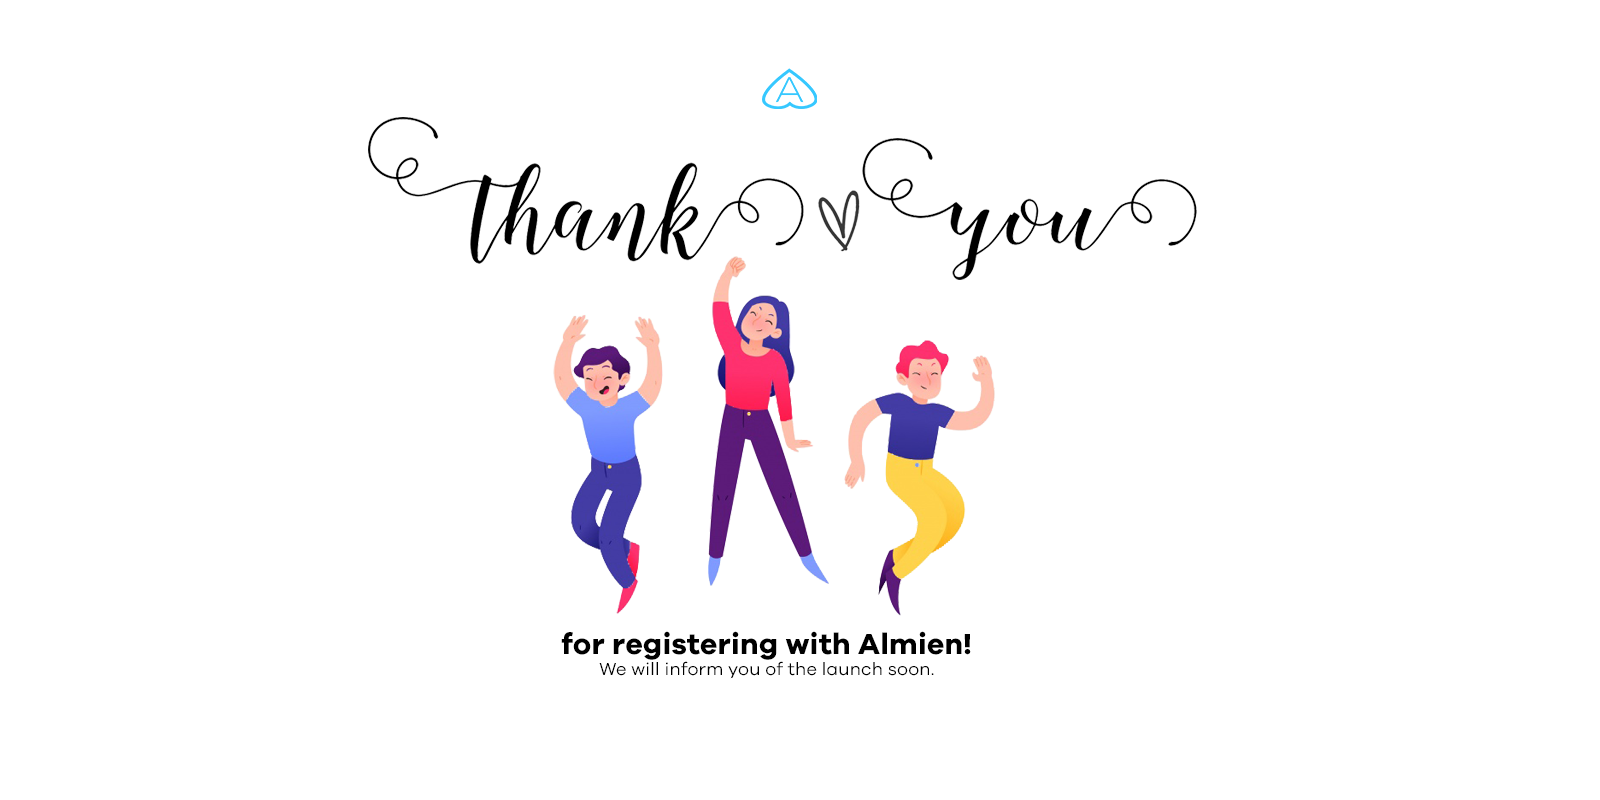 A
thank you
for registering with Almien!
We will inform you of the launch soon.